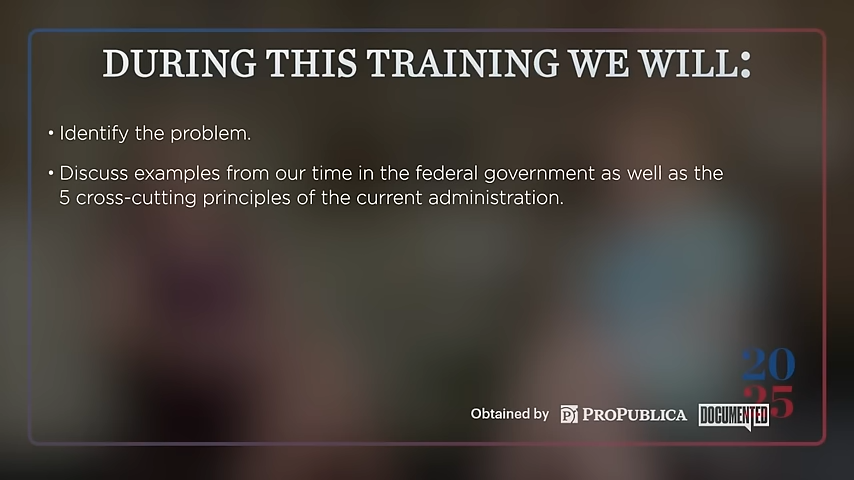 DURING THIS TRAINING WE WILL:
• Identify the problem.
• Discuss examples from our time in the federal government as well as the
5 cross-cutting principles of the current administration.
20
25
Obtained by PROPUBLICA DOCUMENTED